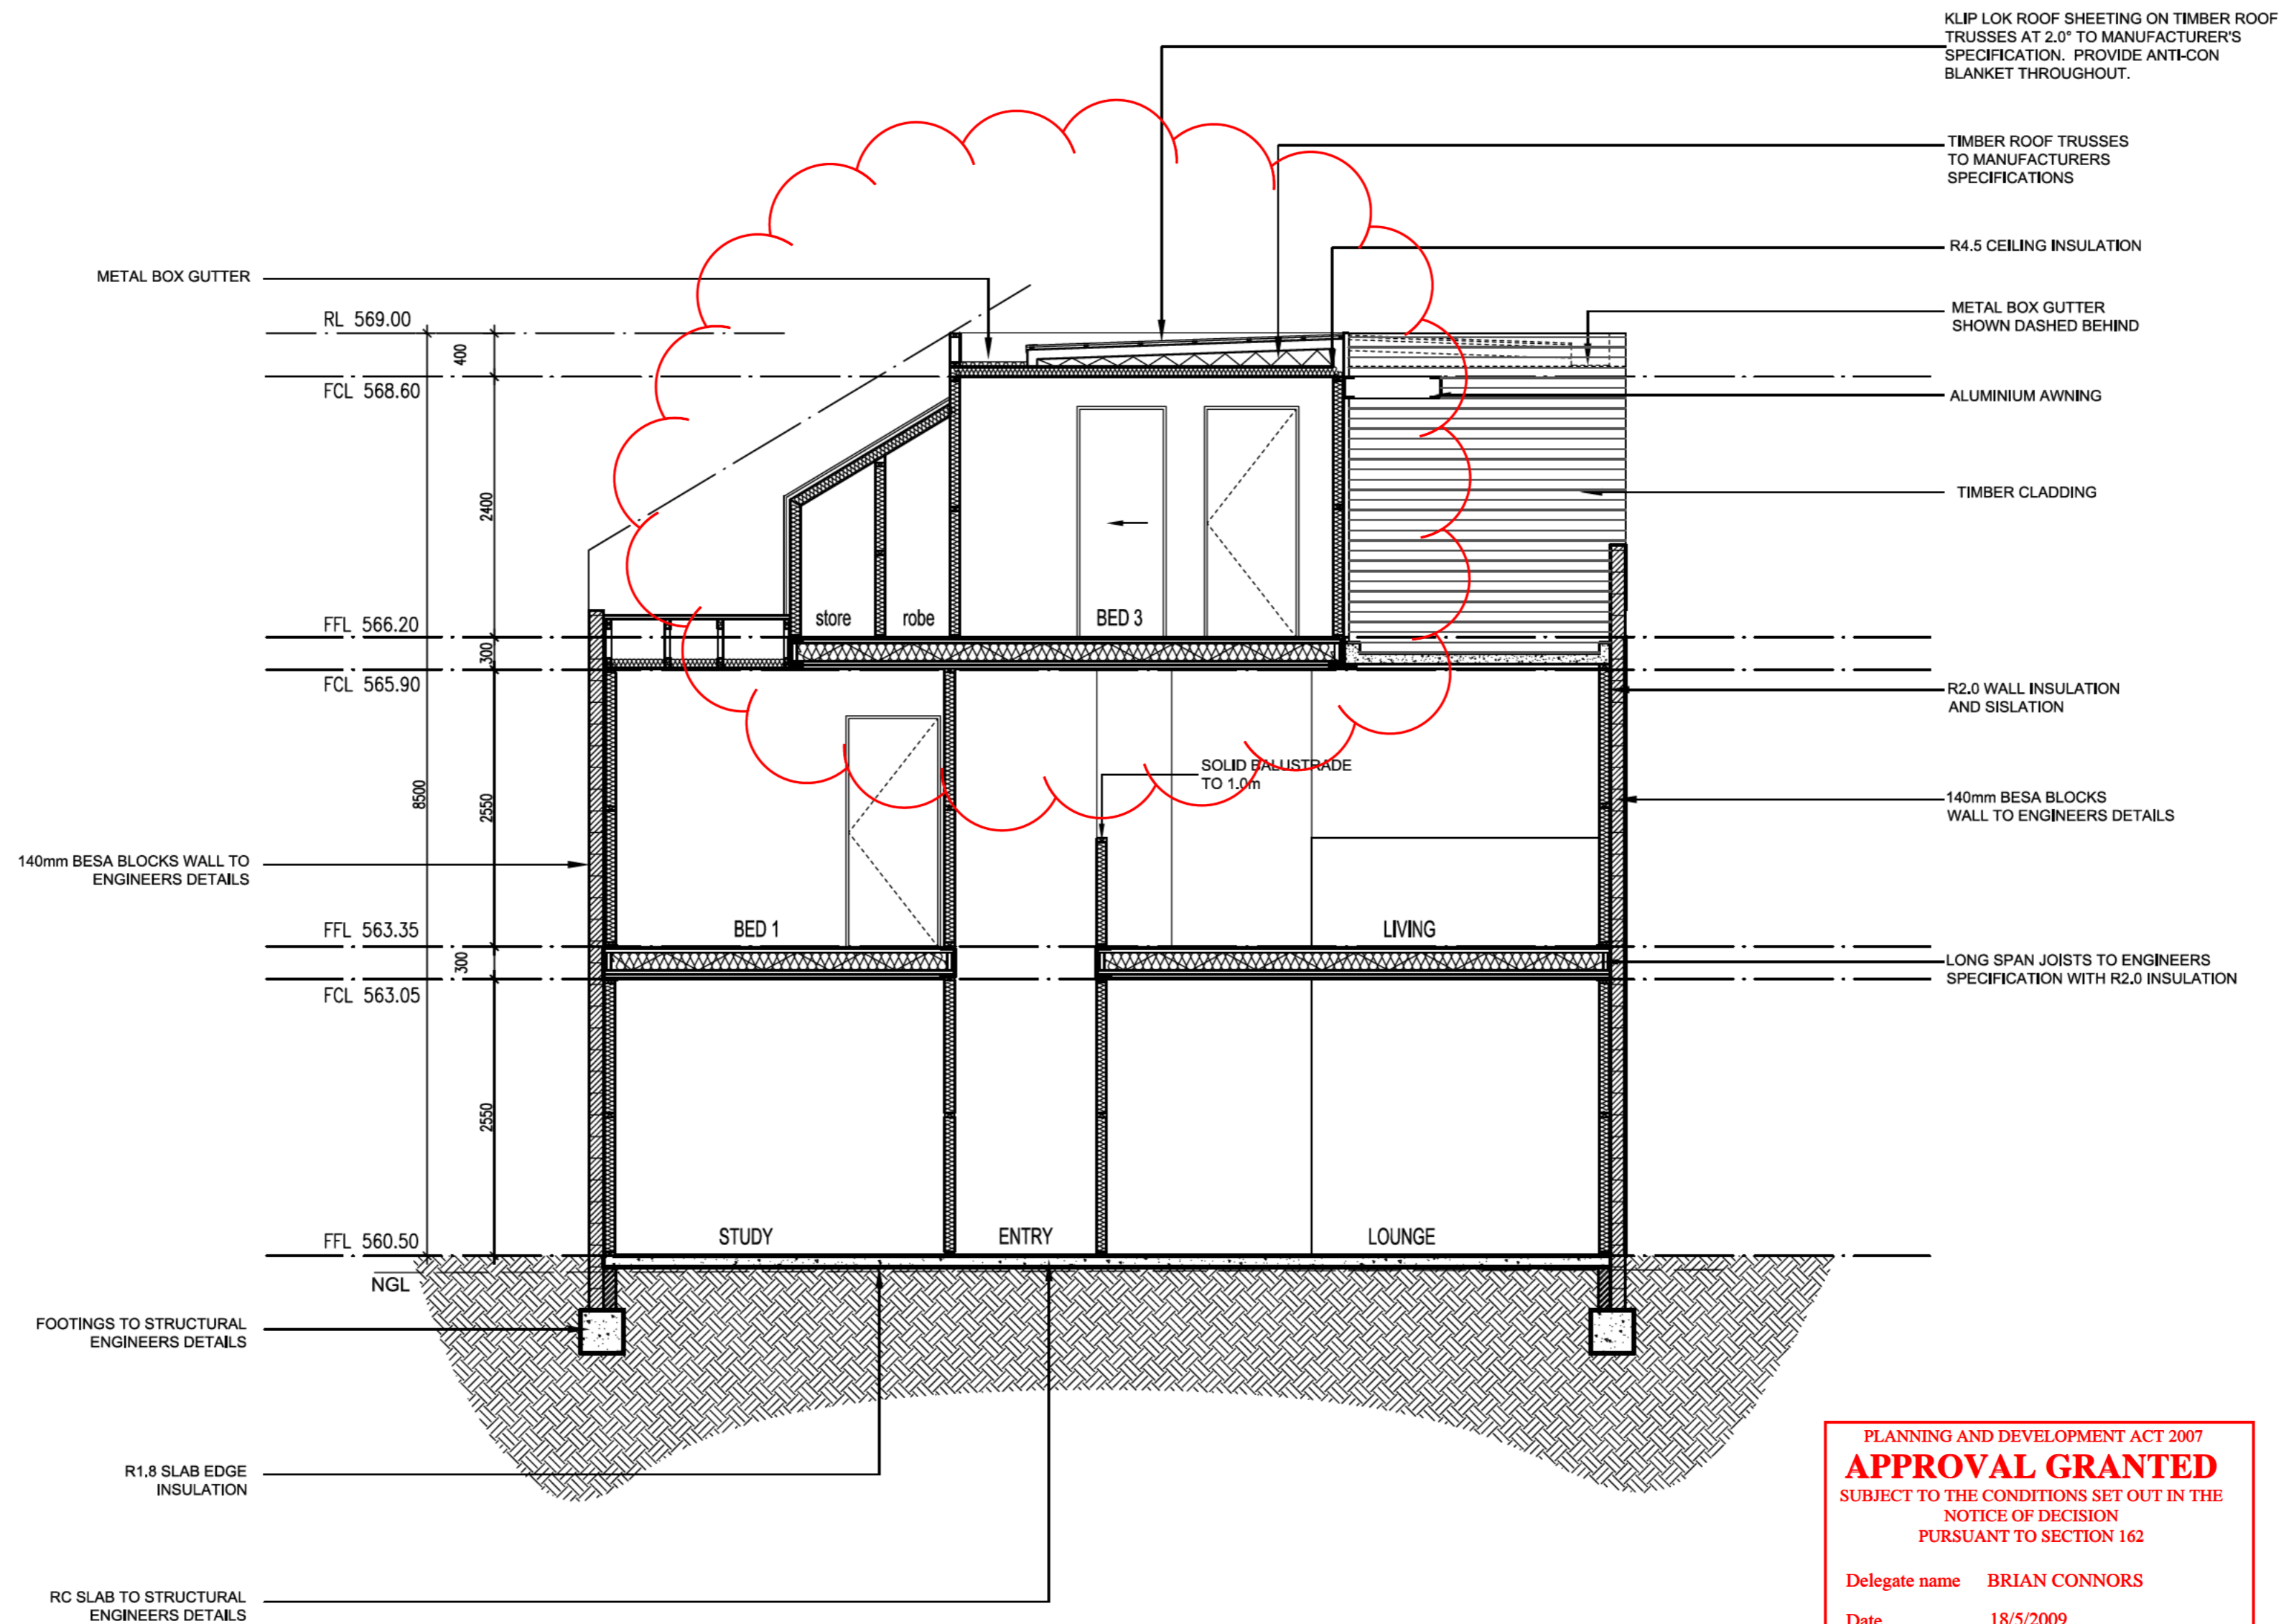 KLIP LOK ROOF SHEETING ON TIMBER ROOF
TRUSSES AT 2.0° TO MANUFACTURER'S
SPECIFICATION. PROVIDE ANTI-CON
BLANKET THROUGHOUT.
TIMBER ROOF TRUSSES
TO MANUFACTURERS
SPECIFICATIONS
R4.5 CEILING INSULATION
METAL BOX GUTTER
METAL BOX GUTTER
SHOWN DASHED BEHIND
RL 569.00
400
FCL 568.60
ALUMINIUM AWNING
2400
TIMBER CLADDING
store
robe
BED 3
FFL 566.20
300
FCL 565.90
R2.0 WALL INSULATION
AND SISLATION
SOLID BALUSTRADE
TO 1.0m
8500
2550
140mm BESA BLOCKS
WALL TO ENGINEERS DETAILS
140mm BESA BLOCKS WALL TO
ENGINEERS DETAILS
BED 1
LIVING
FFL 563.35
300
FCL 563.05
LONG SPAN JOISTS TO ENGINEERS
SPECIFICATION WITH R2.0 INSULATION
2550
STUDY
ENTRY
LOUNGE
FFL 560.50
NGL
FOOTINGS TO STRUCTURAL
ENGINEERS DETAILS
R1.8 SLAB EDGE
INSULATION
RC SLAB TO STRUCTURAL
ENGINEERS DETAILS
PLANNING AND DEVELOPMENT ACT 2007
APPROVAL GRANTED
SUBJECT TO THE CONDITIONS SET OUT IN THE
NOTICE OF DECISION
PURSUANT TO SECTION 162
Delegate name BRIAN CONNORS
Date 18/5/2009